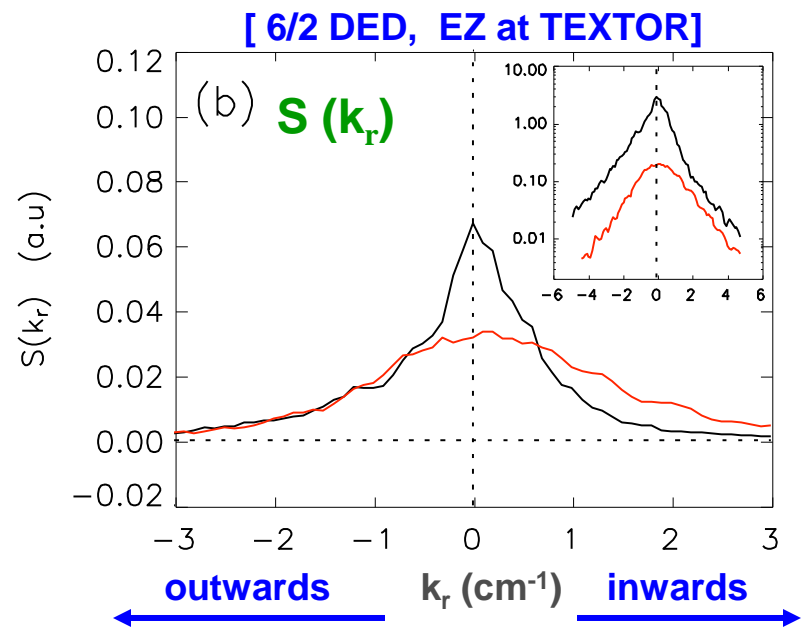 [ 6/2 DED, EZ at TEXTOR]
(b) S (kr)
S(kr) (a.u)
0.12
0.10
0.08
0.06
0.04
0.02
0.00
−0.02
−3 −2 −1 0 1 2 3
10.00
1.00
0.10
0.01
−6 −4 −2 0 2 4 6
outwards kr (cm-1) inwards